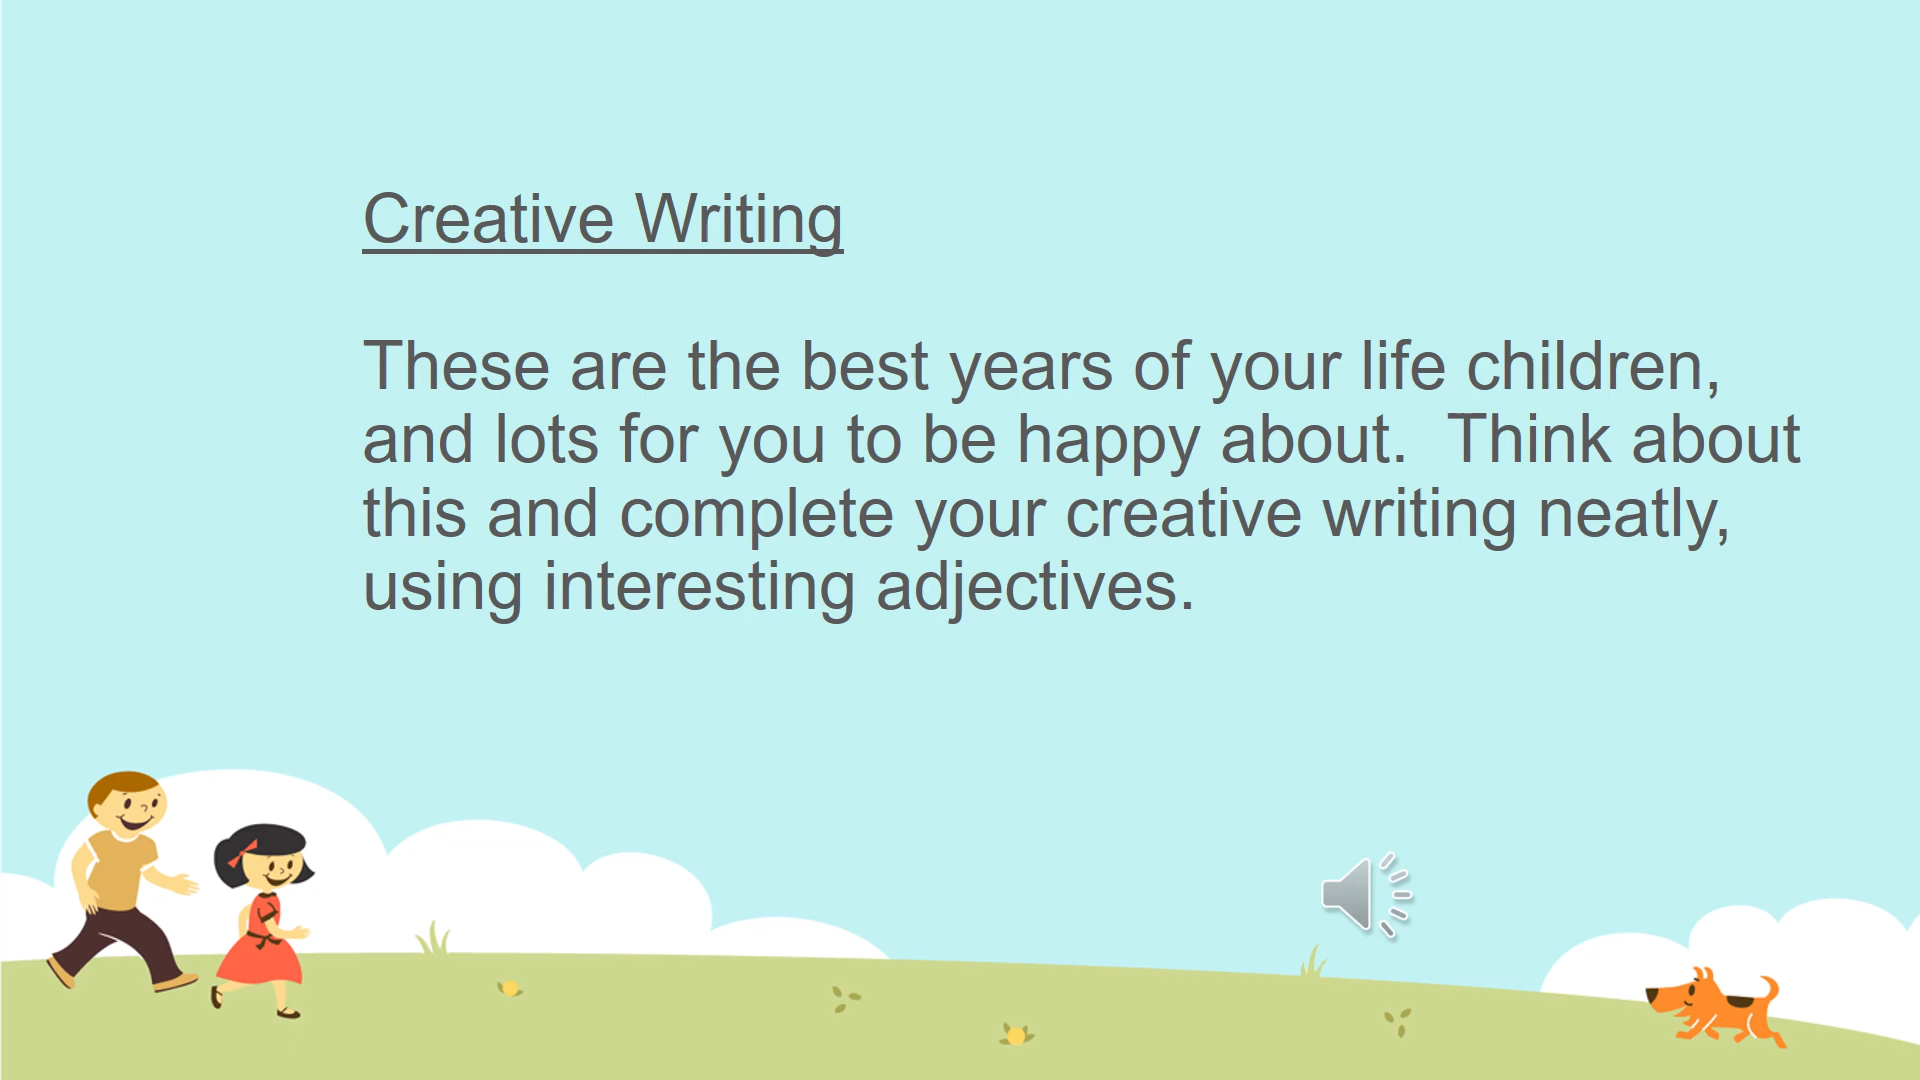 Creative Writing
These are the best years of your life children,
and lots for you to be happy about.  Think about
this and complete your creative writing neatly,
using interesting adjectives.